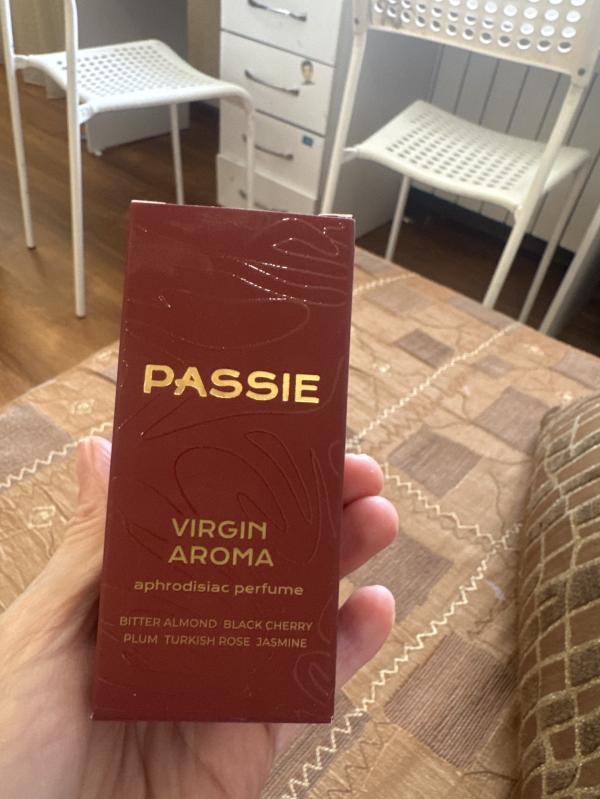 PASSIE
VIRGIN
AROMA
aphrodisiac perfume
BITTER ALMOND BLACK CHERRY
PLUM TURKISH ROSE JASMINE